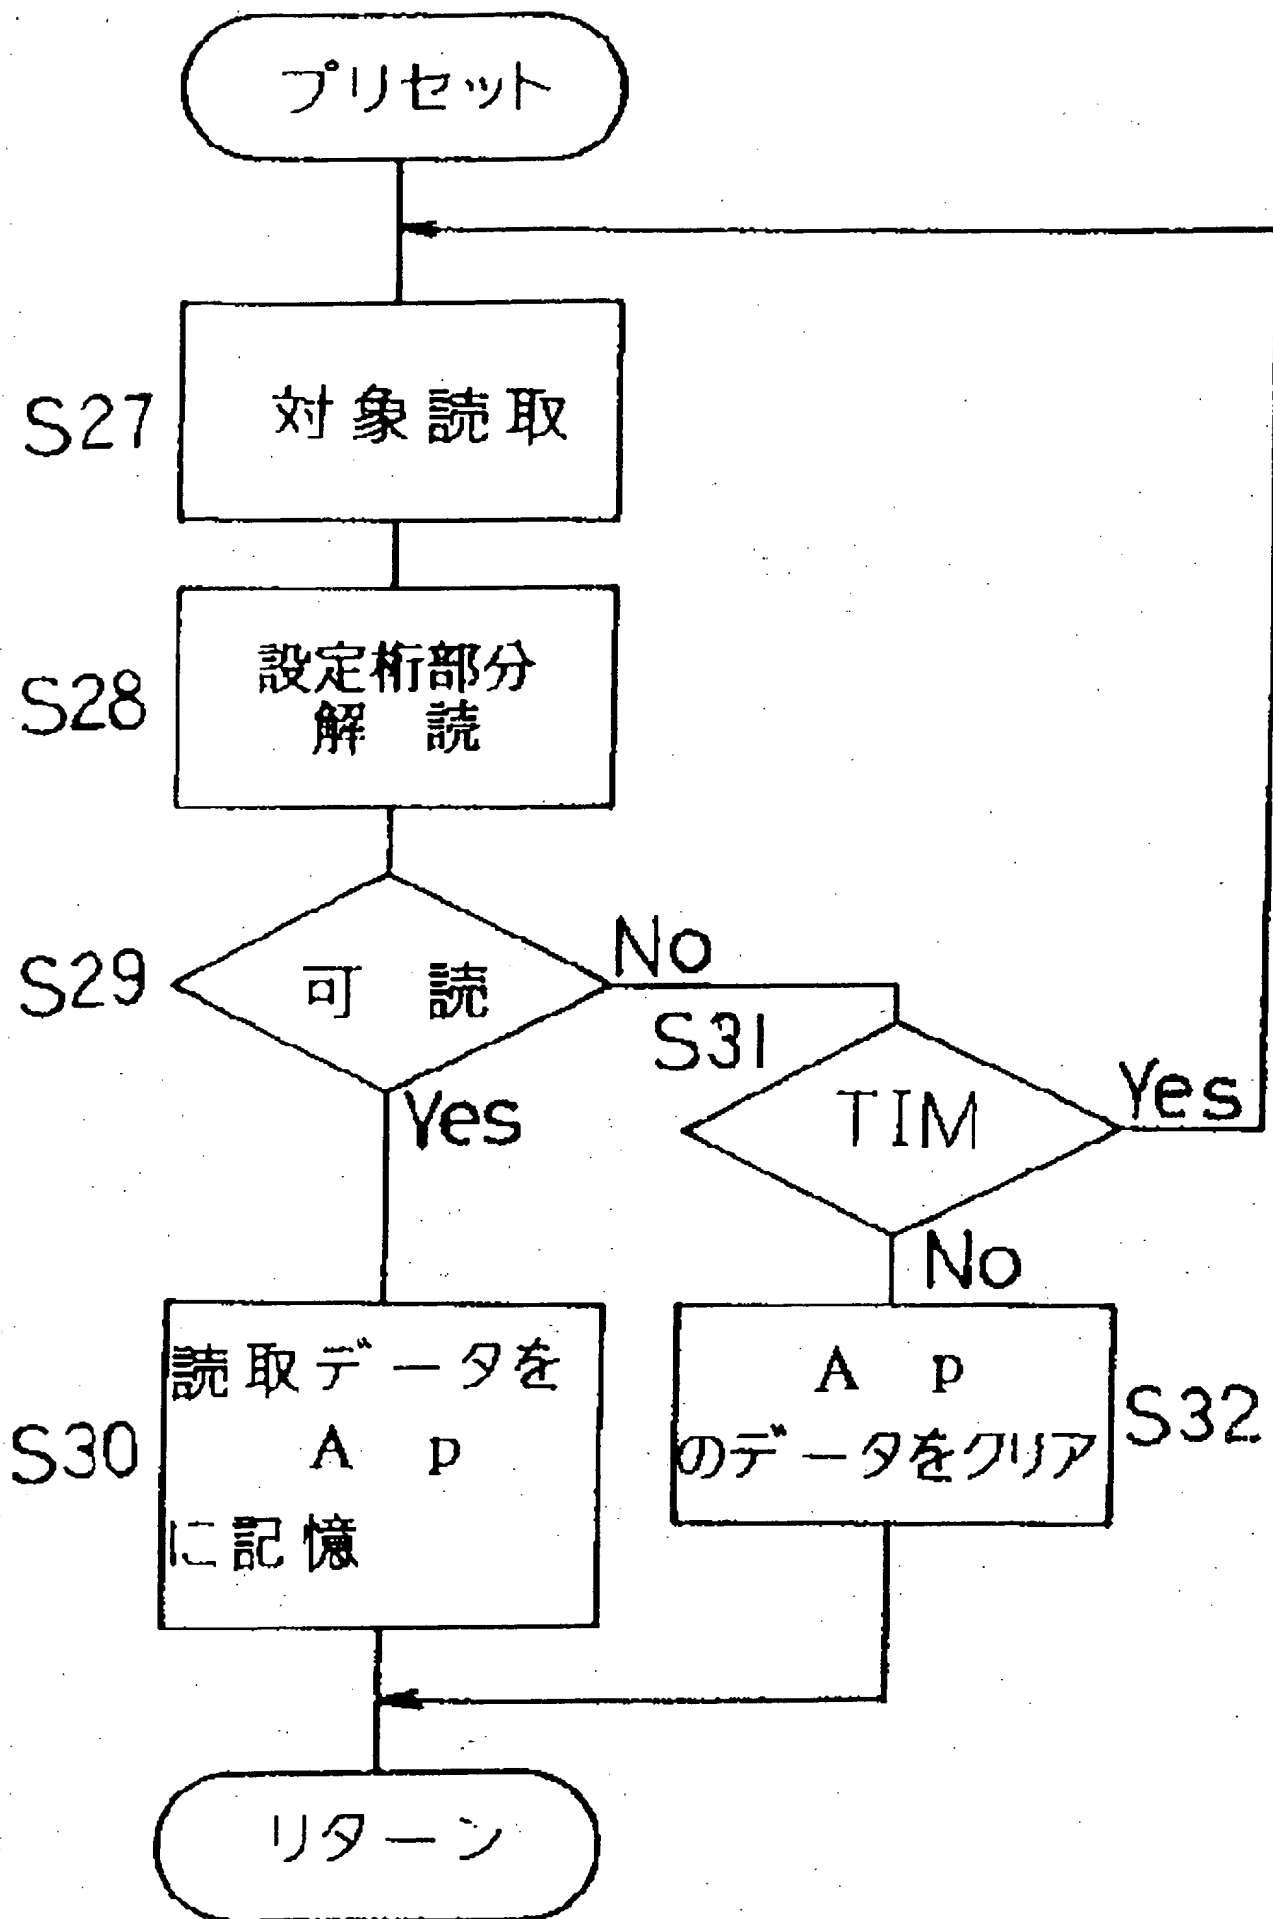 プリセット
S27
対象読取
S28
設定桁部分
解 読
S29
可 読
No
Yes
S31
TIM
Yes
No
S30
読取データを
A p
に記憶
A p
のデータをクリア
S32
リターン